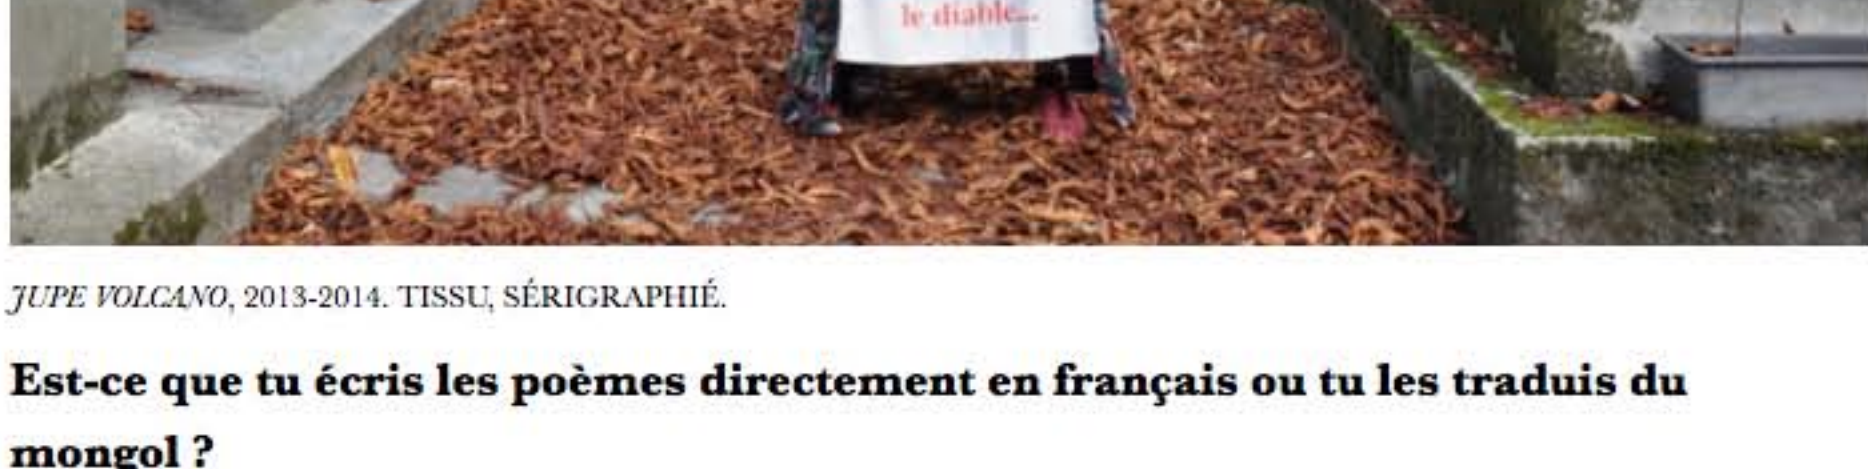 le diable...
JUPE VOLCANO, 2013-2014. TISSU, SÉRIGRAPHIÉ.
Est-ce que tu écris les poèmes directement en français ou tu les traduis du
mongol ?